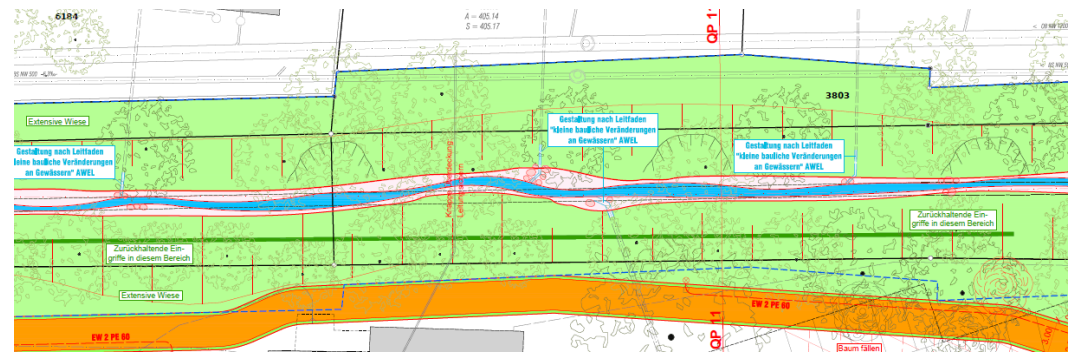 6184
A = 405.14
S = 405.17
QP 11
3803
Extensive Wiese
Gestaltung nach Leitfaden
"kleine bauliche Veränderungen
an Gewässern" AWEL
Gestaltung nach Leitfaden
"kleine bauliche Veränderungen
an Gewässern" AWEL
Gestaltung nach Leitfaden
"kleine bauliche Veränderungen
an Gewässern" AWEL
Zurückhaltende Ein-
griffe in diesem Bereich
Zurückhaltende Ein-
griffe in diesem Bereich
Extensive Wiese
EW 2 PE 60
EW 2 PE 60
QP 11
3,00
Baum fällen